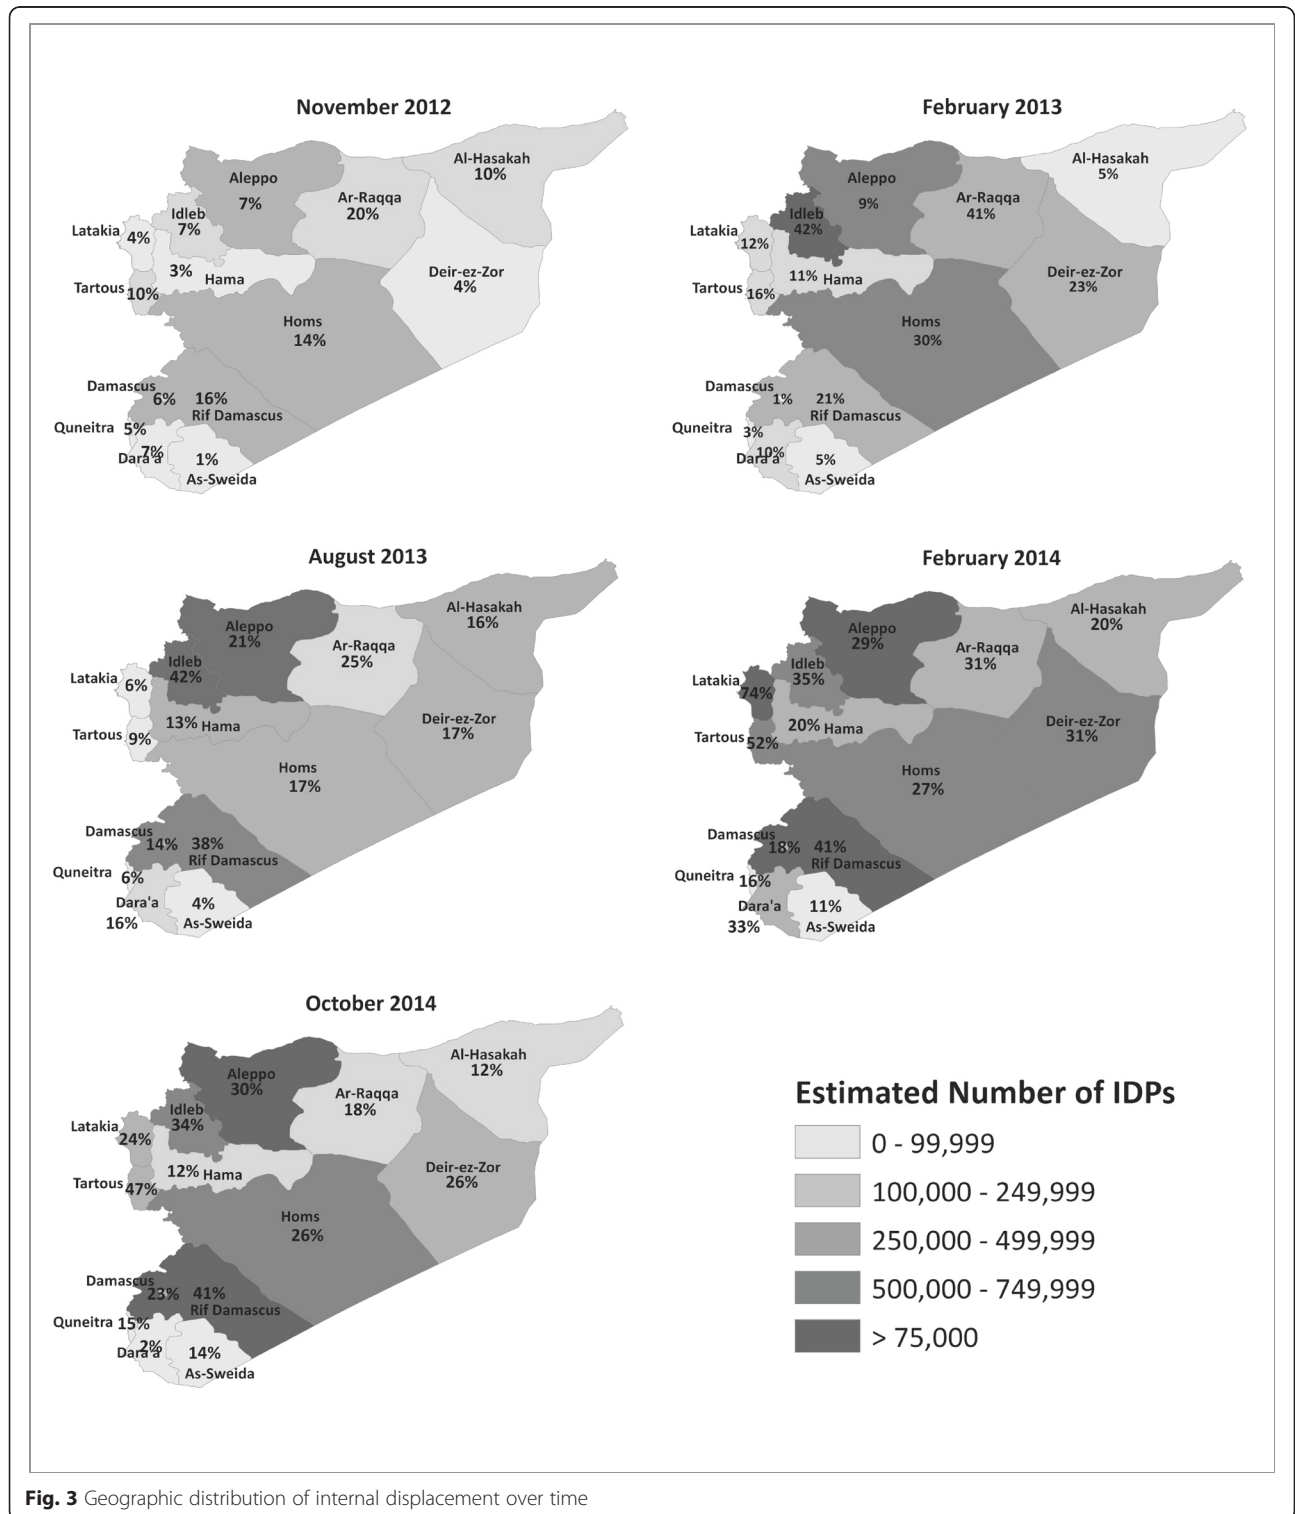 November 2012
Al-Hasakah
10%
Aleppo
7%
Ar-Raqqa
20%
Idleb
7%
Latakia
4%
Deir-ez-Zor
4%
3%
Hama
Tartous
10%
Homs
14%
Damascus
6%
16%
Rif Damascus
Quneitra
5%
7%
Dara'a
1%
As-Sweida
February 2013
Al-Hasakah
5%
Aleppo
9%
Ar-Raqqa
41%
Idleb
42%
Latakia
12%
Deir-ez-Zor
23%
11%
Hama
Tartous
16%
Homs
30%
Damascus
1%
21%
Rif Damascus
Quneitra
3%
10%
Dara'a
5%
As-Sweida
August 2013
Al-Hasakah
16%
Aleppo
21%
Ar-Raqqa
25%
Idleb
42%
Latakia
6%
Deir-ez-Zor
17%
13%
Hama
Tartous
9%
Homs
17%
Damascus
14%
38%
Rif Damascus
Quneitra
6%
Dara'a
16%
4%
As-Sweida
February 2014
Al-Hasakah
20%
Aleppo
29%
Ar-Raqqa
31%
Idleb
35%
Latakia
74%
Deir-ez-Zor
31%
20%
Hama
Tartous
52%
Homs
27%
Damascus
18%
41%
Rif Damascus
Quneitra
16%
Dara'a
33%
11%
As-Sweida
October 2014
Al-Hasakah
12%
Aleppo
30%
Ar-Raqqa
18%
Idleb
34%
Latakia
24%
Deir-ez-Zor
26%
12%
Hama
Tartous
47%
Homs
26%
Damascus
23%
41%
Rif Damascus
Quneitra
15%
2%
Dara'a
14%
As-Sweida
Estimated Number of IDPs
0 - 99,999
100,000 - 249,999
250,000 - 499,999
500,000 - 749,999
> 75,000
Fig. 3 Geographic distribution of internal displacement over time